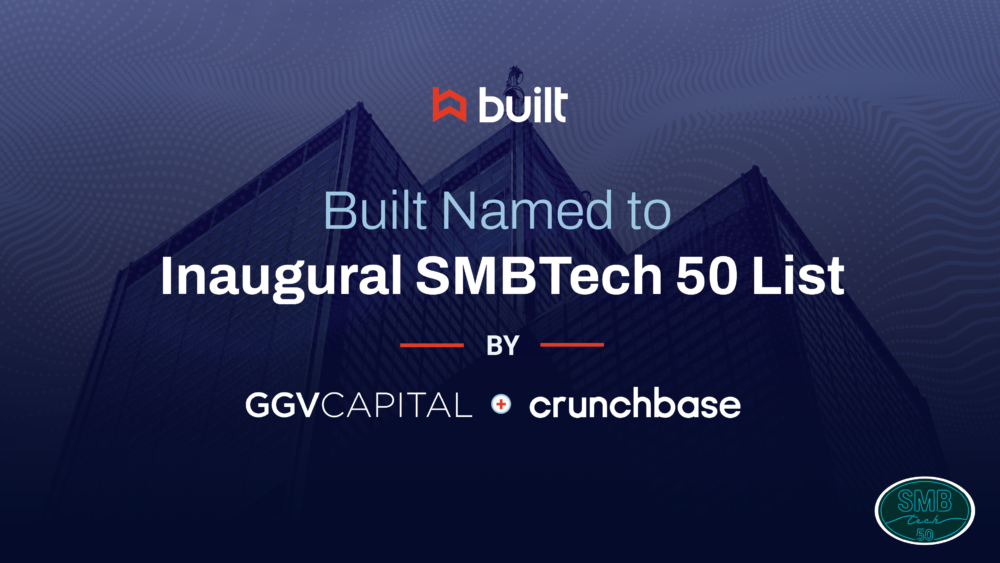 built
Built Named to
Inaugural SMBTech 50 List
BY
GGVCAPITAL + crunchbase
SMB
tech
50